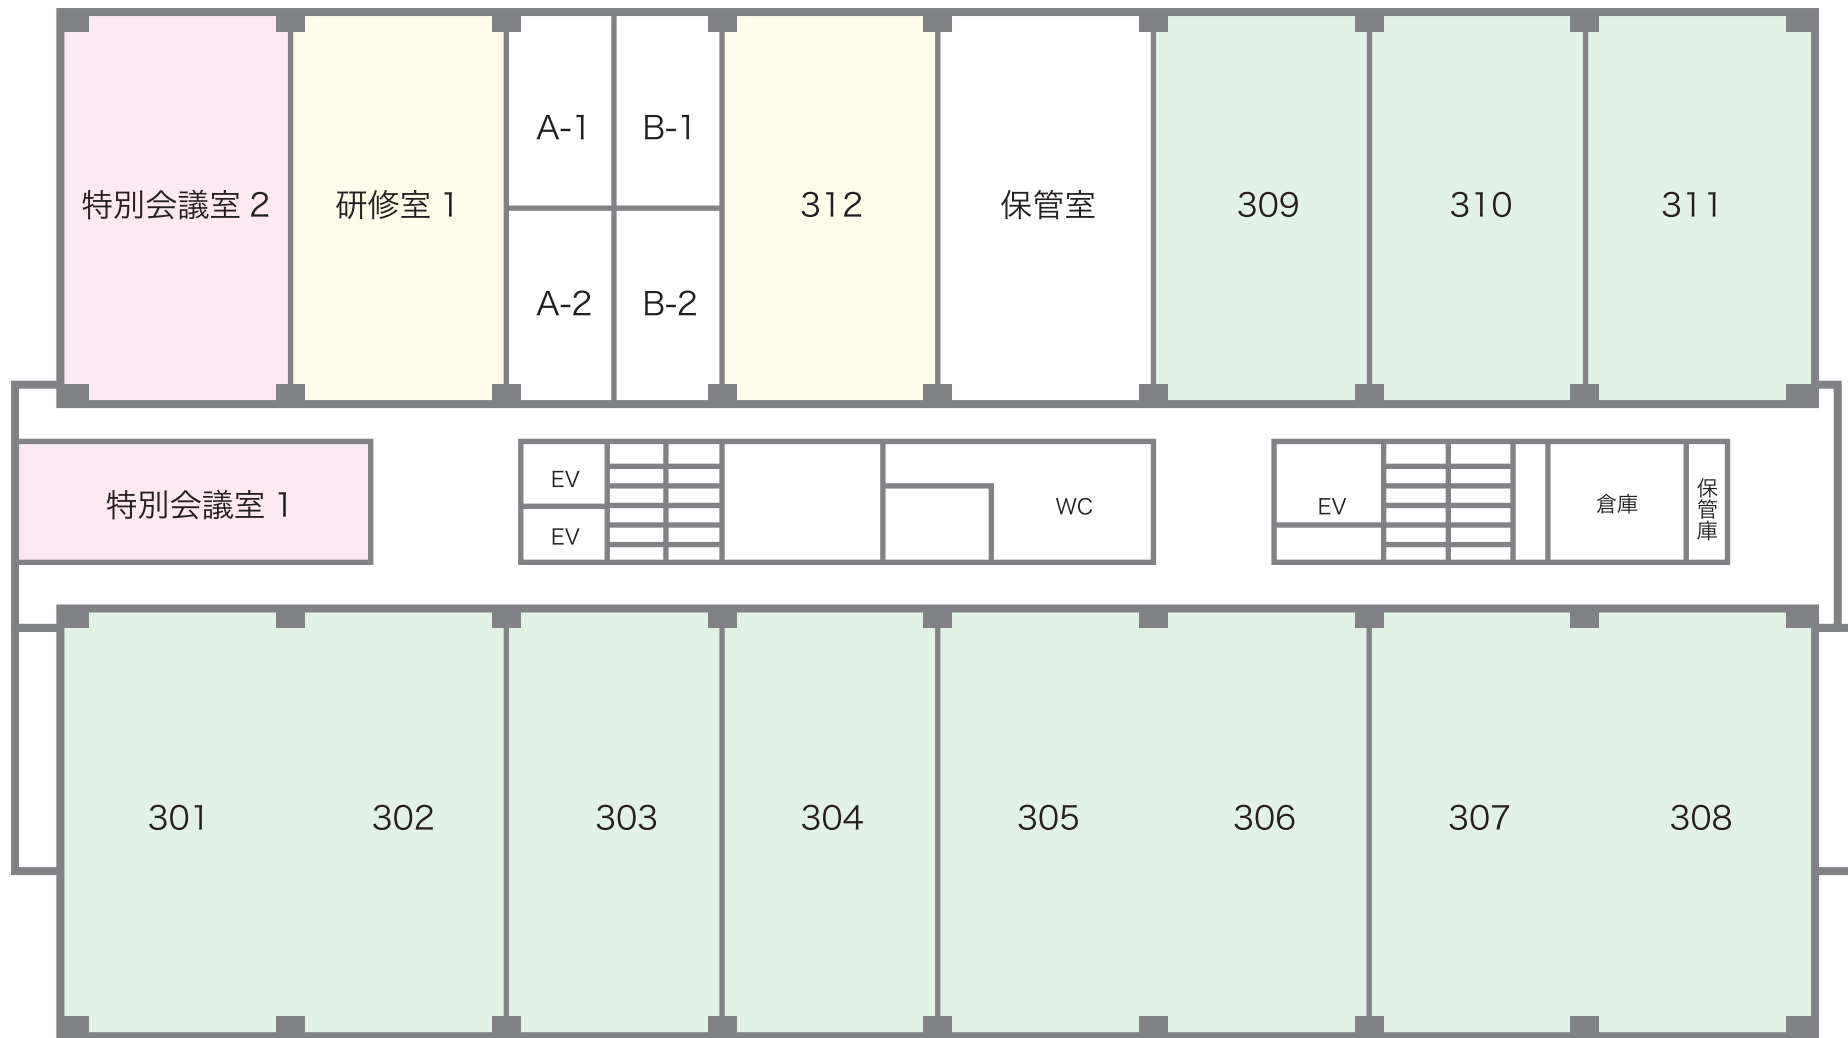 A-1
B-1
特別会議室 2
研修室 1
312
保管室
309
310
311
A-2
B-2
EV
特別会議室 1
EV
WC
EV
倉庫
保管庫
301
302
303
304
305
306
307
308